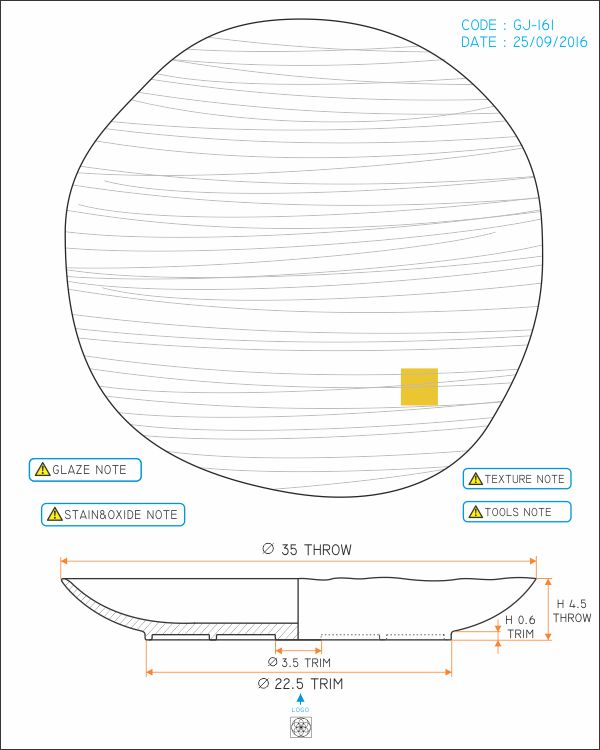 CODE : GJ-161
DATE : 25/09/2016
GLAZE NOTE
TEXTURE NOTE
STAIN&OXIDE NOTE
TOOLS NOTE
Ø 35 THROW
H 4.5
THROW
H 0.6
TRIM
Ø 3.5 TRIM
Ø 22.5 TRIM
LOGO